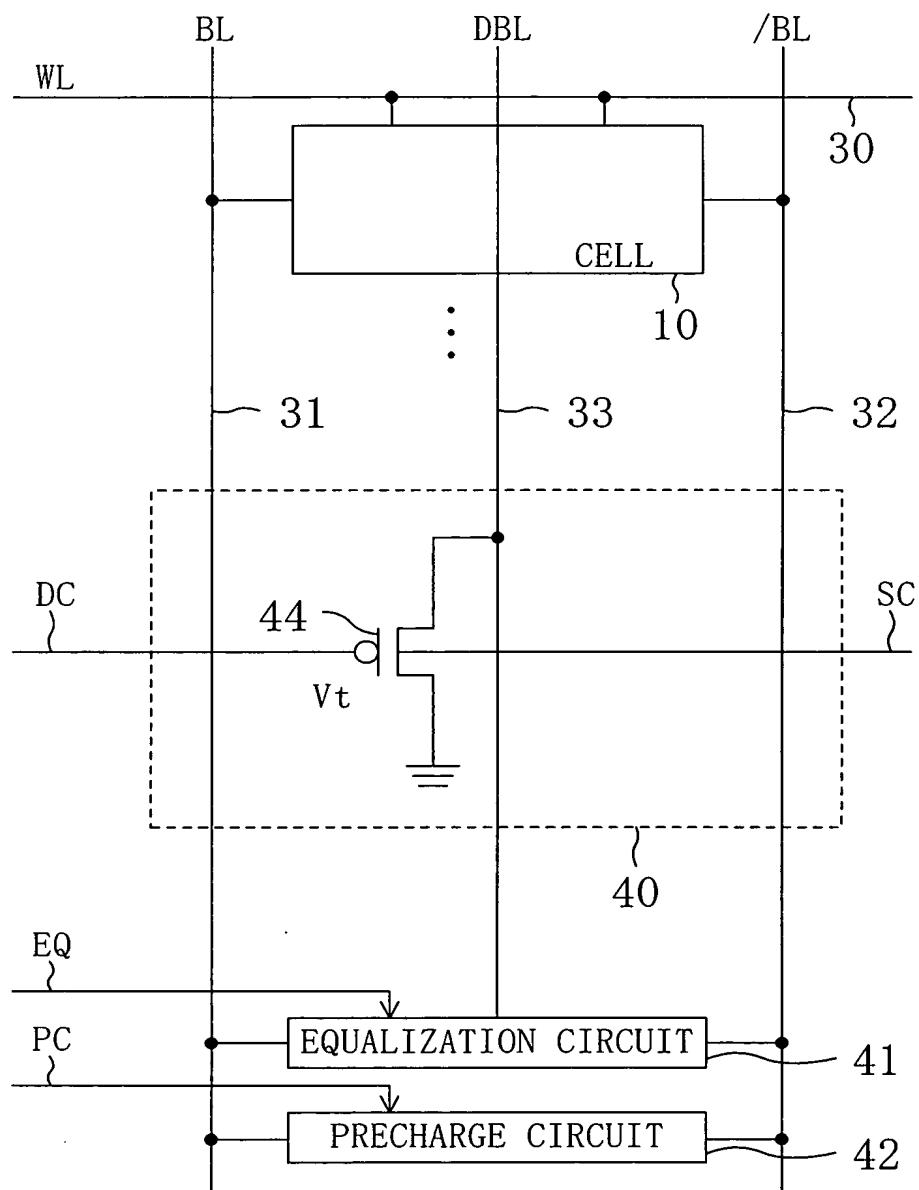 BL DBL /BL
WL
30
CELL
10
31 33 32
DC 44 SC
Vt
40
EQ
EQUALIZATION CIRCUIT 41
PC
PRECHARGE CIRCUIT 42